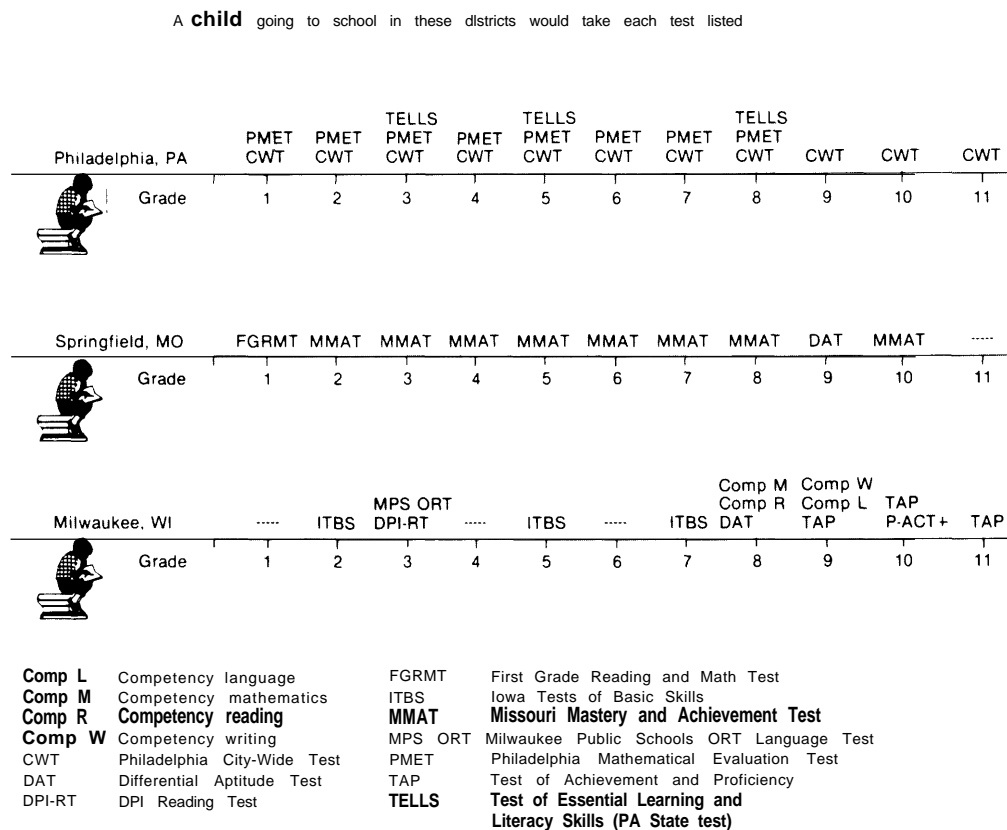 A child going to school in these districts would take each test listed
TELLS TELLS TELLS
PMET PMET PMET PMET PMET PMET PMET PMET
Philadelphia, PA CWT CWT CWT CWT CWT CWT CWT CWT CWT CWT CWT
Grade 1 2 3 4 5 6 7 8 9 10 11
Springfield, MO FGRMT MMAT MMAT MMAT MMAT MMAT MMAT MMAT DAT MMAT -----
Grade 1 2 3 4 5 6 7 8 9 10 11
Comp M Comp W
MPS ORT Comp R Comp L TAP
Milwaukee, WI ----- ITBS DPI-RT ----- ITBS ----- ITBS DAT TAP P-ACT+ TAP
Grade 1 2 3 4 5 6 7 8 9 10 11
Comp L Competency language FGRMT First Grade Reading and Math Test
Comp M Competency mathematics ITBS Iowa Tests of Basic Skills
Comp R Competency reading MMAT Missouri Mastery and Achievement Test
Comp W Competency writing MPS ORT Milwaukee Public Schools ORT Language Test
CWT Philadelphia City-Wide Test PMET Philadelphia Mathematical Evaluation Test
DAT Differential Aptitude Test TAP Test of Achievement and Proficiency
DPI-RT DPI Reading Test TELLS Test of Essential Learning and
Literacy Skills (PA State test)